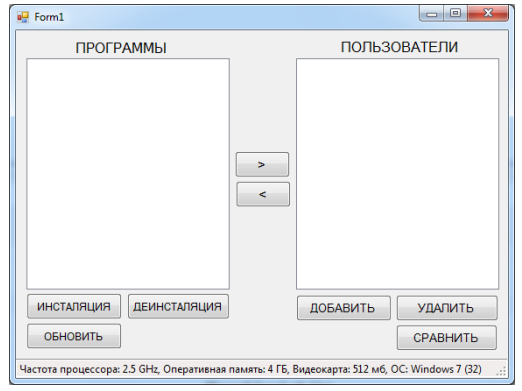 Form1
ПРОГРАММЫ
ПОЛЬЗОВАТЕЛИ
>
<
ИНСТАЛЯЦИЯ
ДЕИНСТАЛЯЦИЯ
ДОБАВИТЬ
УДАЛИТЬ
ОБНОВИТЬ
СРАВНИТЬ
Частота процессора: 2.5 GHz, Оперативная память: 4 ГБ, Видеокарта: 512 мб, ОС: Windows 7 (32)